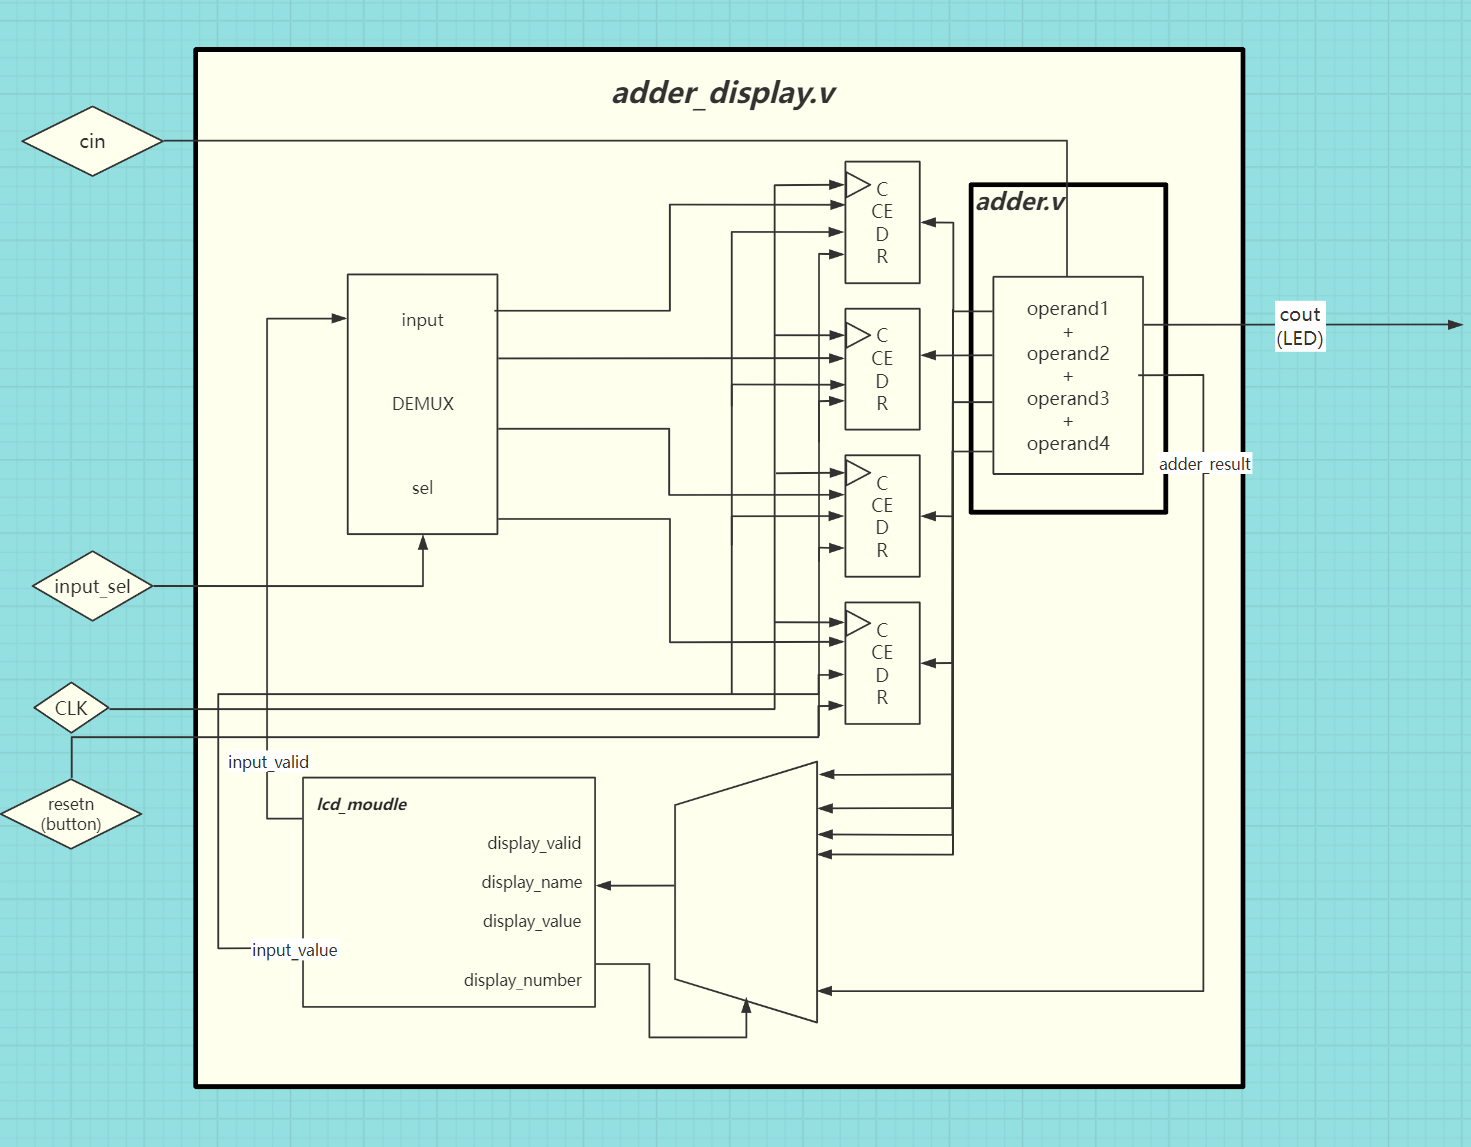 adder_display.v
cin
C
CE
D
R
adder.v
input
DEMUX
sel
C
CE
D
R
operand1
+
operand2
+
operand3
+
operand4
cout
(LED)
adder_result
C
CE
D
R
input_sel
C
CE
D
R
CLK
input_valid
resetn
(button)
lcd_moudle
display_valid
display_name
display_value
input_value
display_number